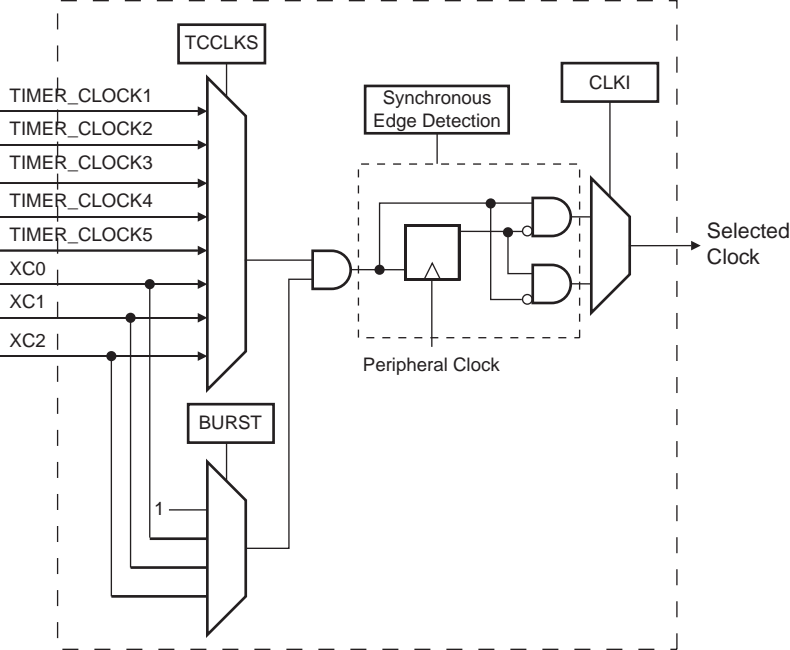 TCCLKS
CLKI
TIMER_CLOCK1
Synchronous
Edge Detection
TIMER_CLOCK2
TIMER_CLOCK3
TIMER_CLOCK4
TIMER_CLOCK5
Selected
Clock
XC0
XC1
XC2
Peripheral Clock
BURST
1